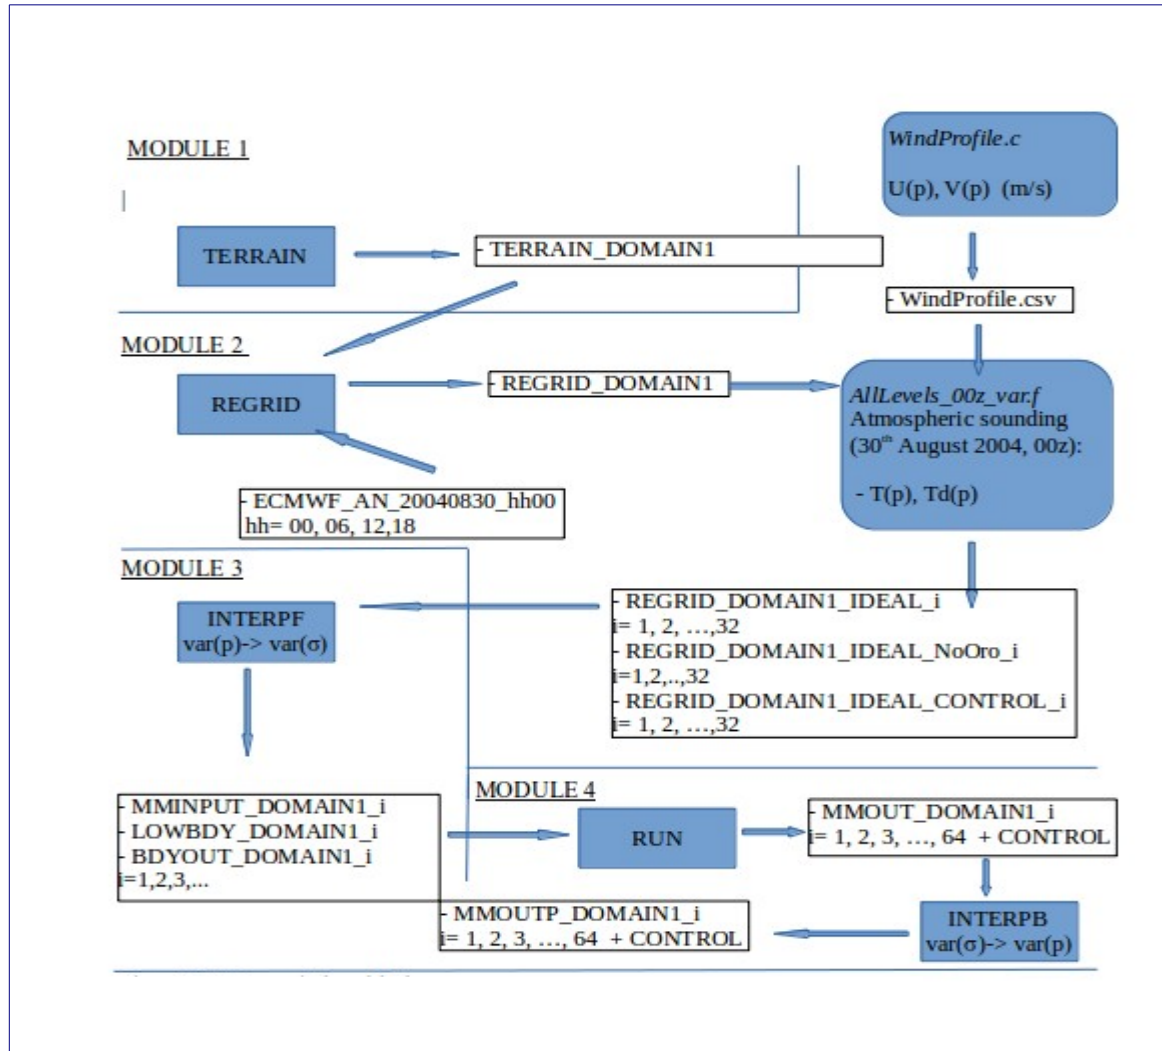 MODULE 1
WindProfile.c
U(p), V(p) (m/s)
TERRAIN
- TERRAIN_DOMAIN1
- WindProfile.csv
MODULE 2
REGRID
- REGRID_DOMAIN1
AllLevels_00z_var.f
Atmospheric sounding
(30th August 2004, 00z):
- T(p), Td(p)
- ECMWF_AN_20040830_hh00
hh= 00, 06, 12,18
MODULE 3
INTERPF
var(p)-> var(σ)
- REGRID_DOMAIN1_IDEAL_i
i= 1, 2, …,32
- REGRID_DOMAIN1_IDEAL_NoOro_i
i=1,2,..,32
- REGRID_DOMAIN1_IDEAL_CONTROL_i
i= 1, 2, …,32
- MMINPUT_DOMAIN1_i
- LOWBDY_DOMAIN1_i
- BDYOUT_DOMAIN1_i
i=1,2,3,...
MODULE 4
RUN
- MMOUT_DOMAIN1_i
i= 1, 2, 3, …, 64 + CONTROL
- MMOUTP_DOMAIN1_i
i= 1, 2, 3, …, 64 + CONTROL
INTERPB
var(σ)-> var(p)